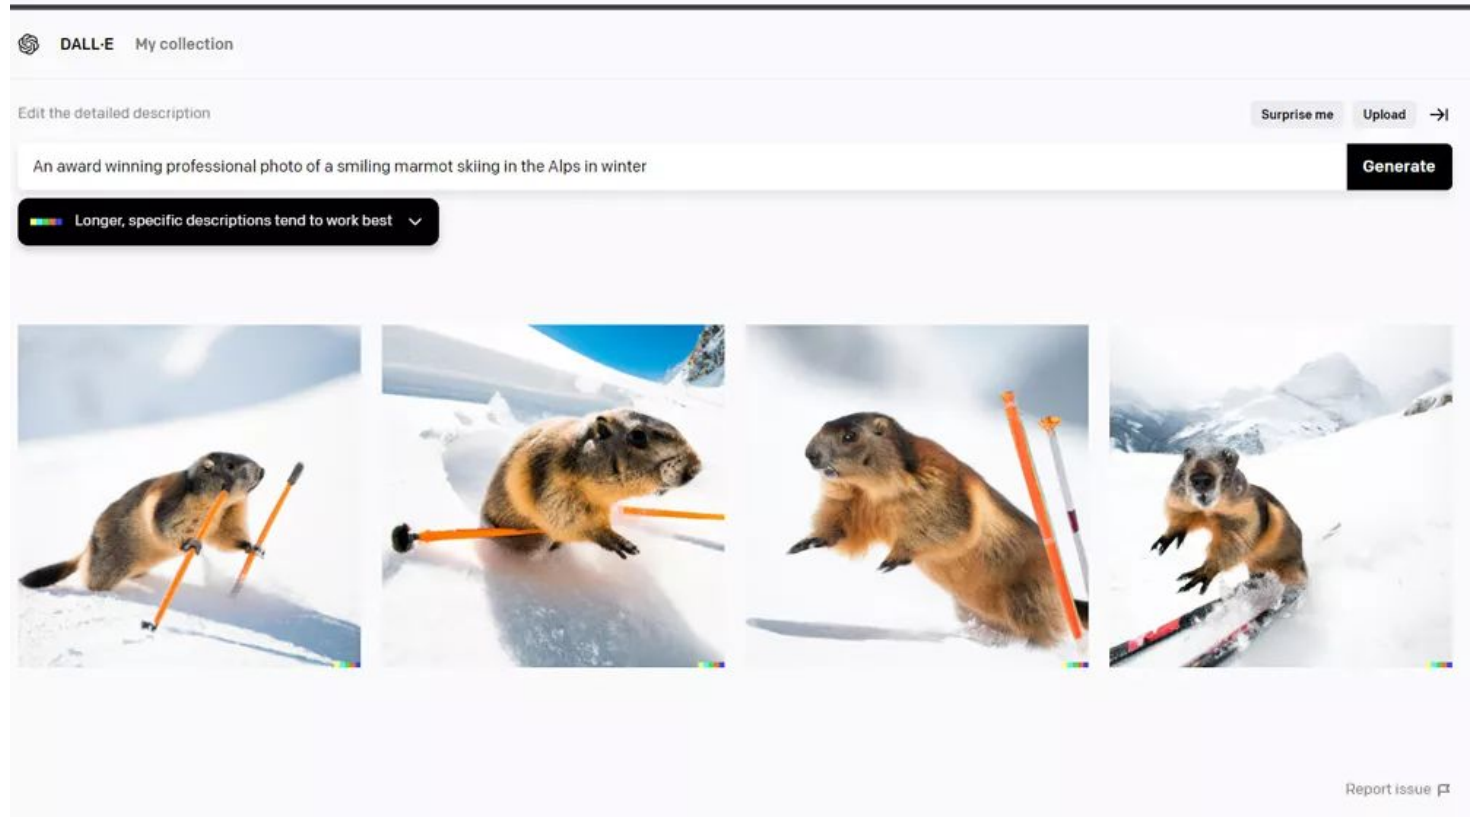 DALL·E My collection
Edit the detailed description
Surprise me Upload
An award winning professional photo of a smiling marmot skiing in the Alps in winter
Generate
Longer, specific descriptions tend to work best
Report issue